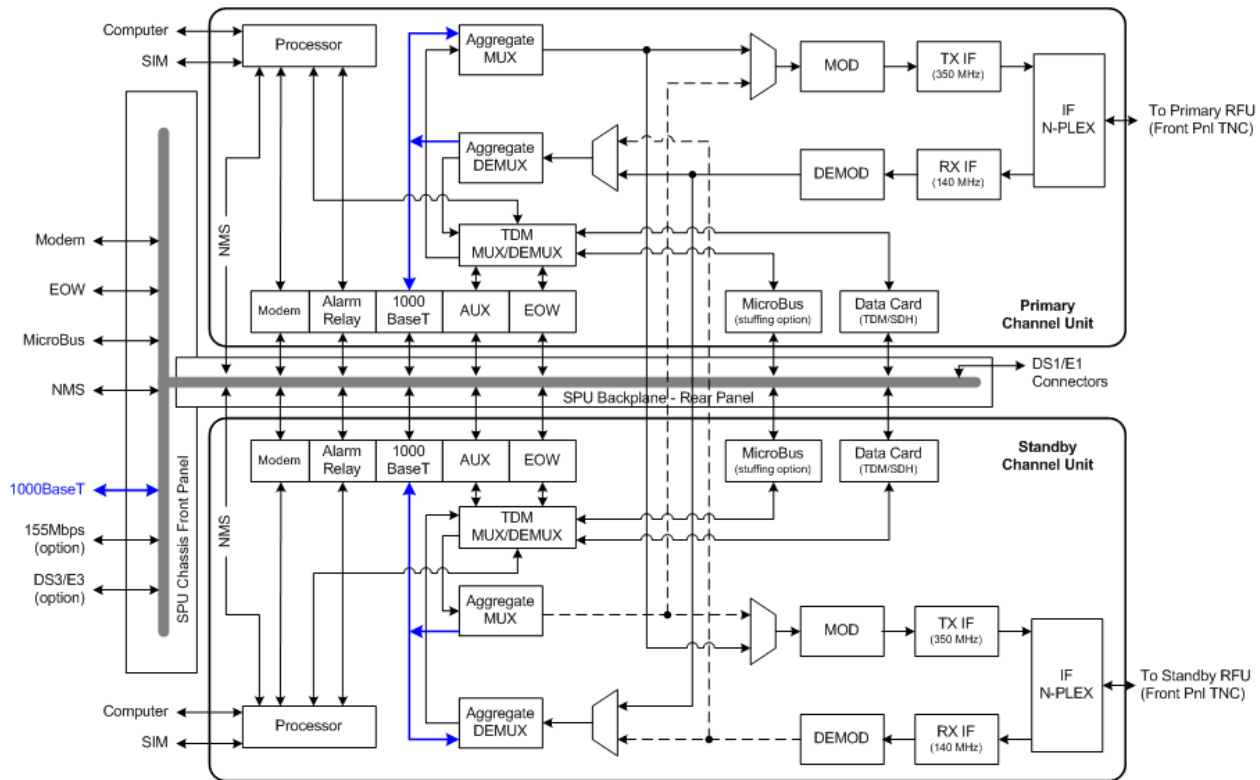 Computer
SIM
Processor
Aggregate
MUX
MOD
TX IF
(350 MHz)
IF
N-PLEX
To Primary RFU
(Front Pnl TNC)
Aggregate
DEMUX
DEMOD
RX IF
(140 MHz)
NMS
TDM
MUX/DEMUX
Modem
Alarm
Relay
1000
BaseT
AUX
EOW
MicroBus
(stuffing option)
Data Card
(TDM/SDH)
Primary
Channel Unit
Modem
EOW
MicroBus
NMS
1000BaseT
155Mbps
(option)
DS3/E3
(option)
SPU Chassis Front Panel
SPU Backplane - Rear Panel
DS1/E1
Connectors
Modem
Alarm
Relay
1000
BaseT
AUX
EOW
MicroBus
(stuffing option)
Data Card
(TDM/SDH)
Standby
Channel Unit
NMS
TDM
MUX/DEMUX
Aggregate
MUX
MOD
TX IF
(350 MHz)
IF
N-PLEX
To Standby RFU
(Front Pnl TNC)
Computer
SIM
Processor
Aggregate
DEMUX
DEMOD
RX IF
(140 MHz)